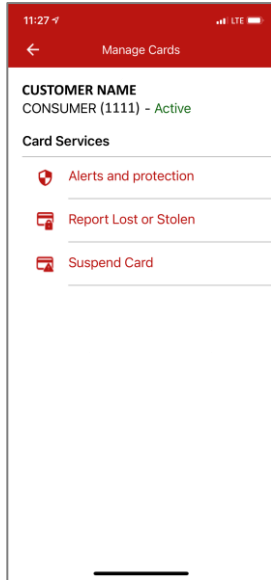 11:27
LTE
Manage Cards
CUSTOMER NAME
CONSUMER (1111) - Active
Card Services
Alerts and protection
Report Lost or Stolen
Suspend Card